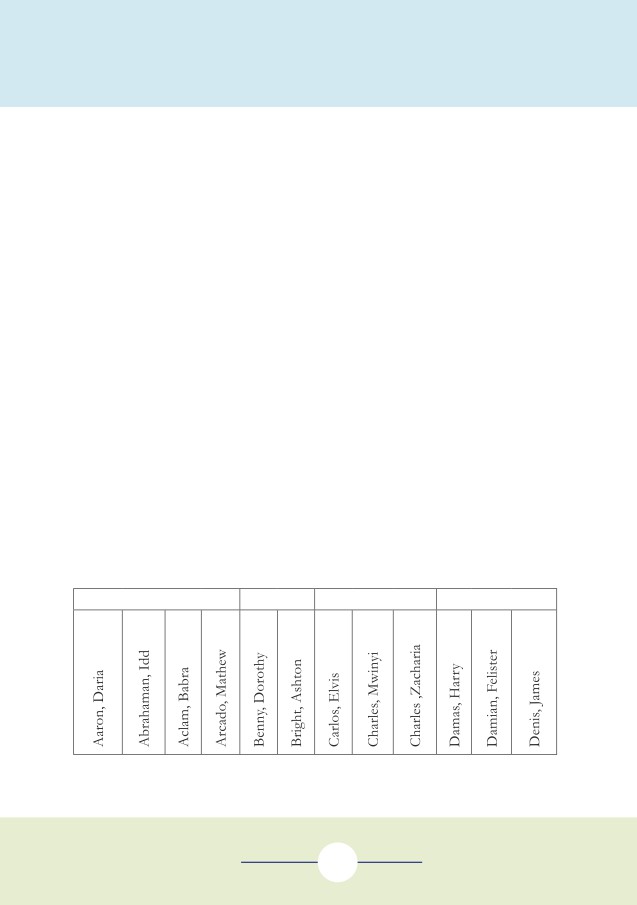 Aaron, Daria
Abrahaman, Idd
Aclam, Babra
Arcado, Mathew
Benny, Dorothy
Bright, Ashton
Carlos, Elvis
Charles, Mwinyi
Charles ,Zacharia
Damas, Harry
Damian, Felister
Denis, James